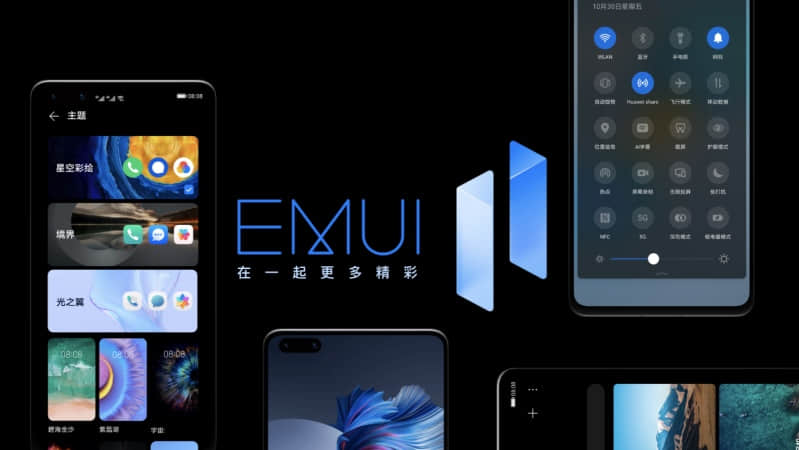 08:08
主题
星空彩绘
境界
光之翼
08:08
08:08
08:08
碧海金沙
紫凝湖
宇宙
EMUI
在一起更多精彩
11
10月30日星期五
WLAN
蓝牙
手电筒
响铃
自动旋转
Huawei share
飞行模式
移动数据
位置信息
AI字幕
截屏
护眼模式
热点
屏幕录制
无线投屏
免打扰
NFC
5G
5G
深色模式
超级省电
08:08